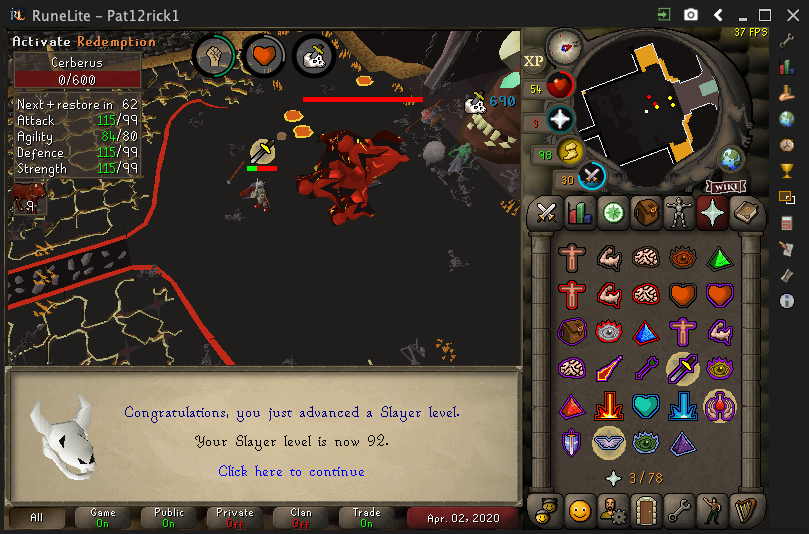 RuneLite - Pat12rick1
37 FPS
Activate Redemption
Cerberus
0/600
Next + restore in 62
Attack 115/99
Agility 84/80
Defence 115/99
Strength 115/99
9
690
XP
54
3
98
30
WIKI
Congratulations, you just advanced a Slayer level.
Your Slayer level is now 92.
Click here to continue
3 / 78
All
Game
On
Public
On
Private
Off
Clan
Off
Trade
On
Apr. 02, 2020